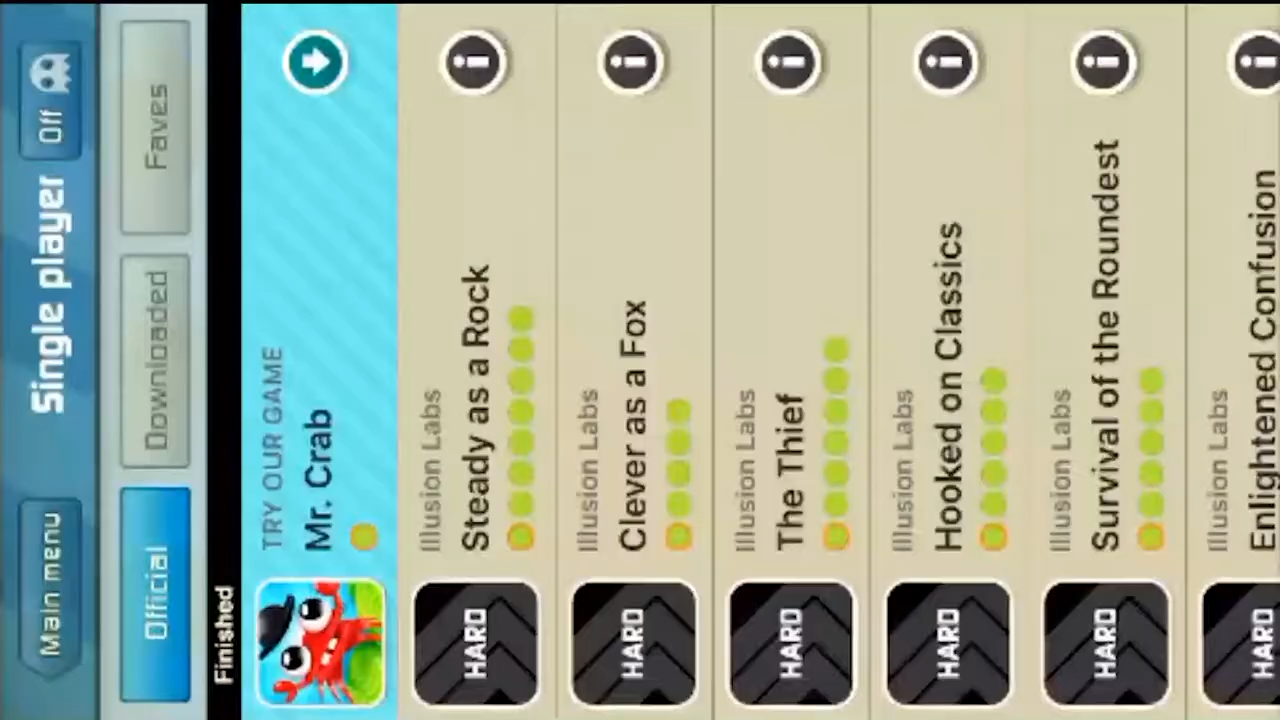 Main menu
Single player
Off
Official
Downloaded
Faves
Finished
TRY OUR GAME
Mr. Crab
Illusion Labs
Steady as a Rock
HARD
Illusion Labs
Clever as a Fox
HARD
Illusion Labs
The Thief
HARD
Illusion Labs
Hooked on Classics
HARD
Illusion Labs
Survival of the Roundest
HARD
Illusion Labs
Enlightened Confusion
HARD